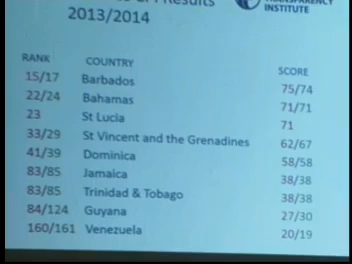 CPI Results
2013/2014
TRANSPARENCY
INSTITUTE
RANK COUNTRY SCORE
15/17 Barbados 75/74
22/24 Bahamas 71/71
23 St Lucia 71
33/29 St Vincent and the Grenadines 62/67
41/39 Dominica 58/58
83/85 Jamaica 38/38
83/85 Trinidad & Tobago 38/38
84/124 Guyana 27/30
160/161 Venezuela 20/19